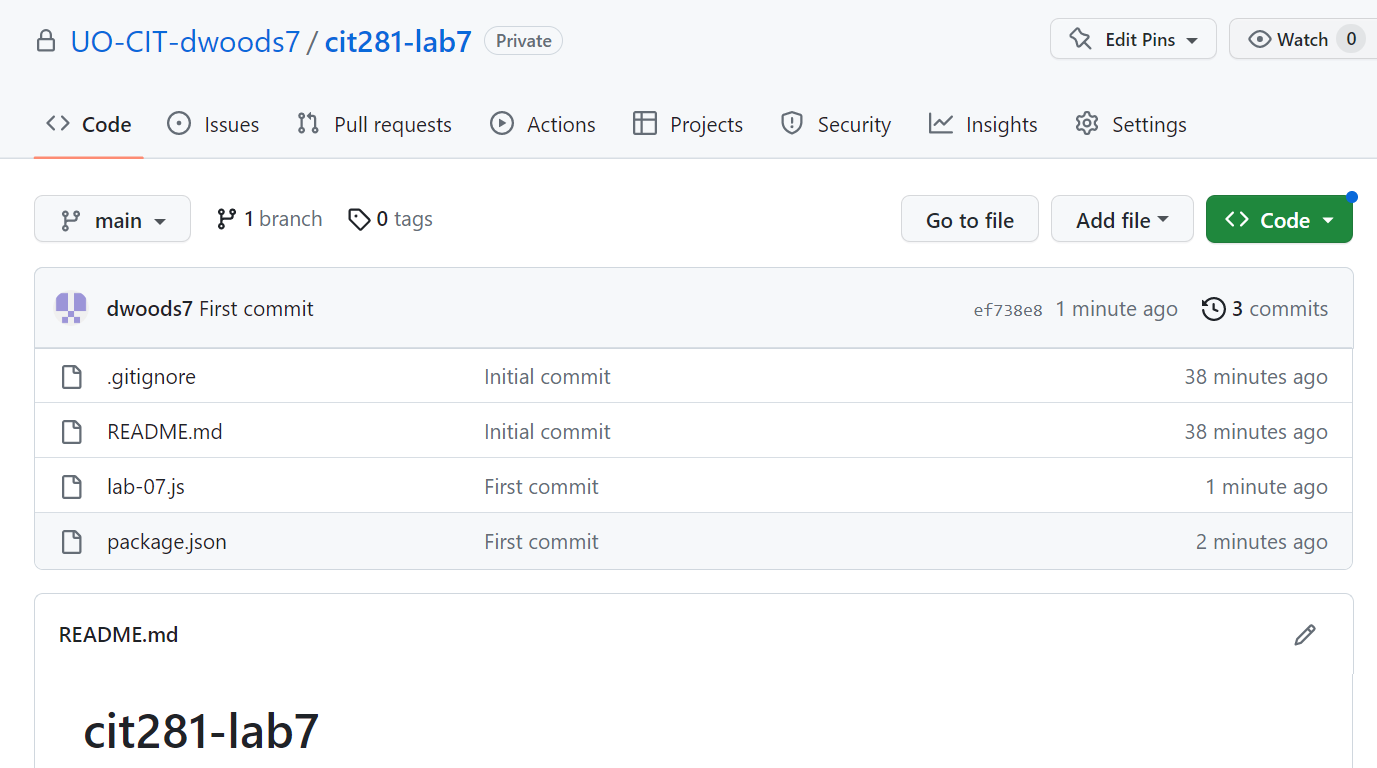 UO-CIT-dwoods7 / cit281-lab7 Private Edit Pins Watch 0
Code Issues Pull requests Actions Projects Security Insights Settings
main 1 branch 0 tags Go to file Add file Code
dwoods7 First commit ef738e8 1 minute ago 3 commits
.gitignore Initial commit 38 minutes ago
README.md Initial commit 38 minutes ago
lab-07.js First commit 1 minute ago
package.json First commit 2 minutes ago
README.md
cit281-lab7